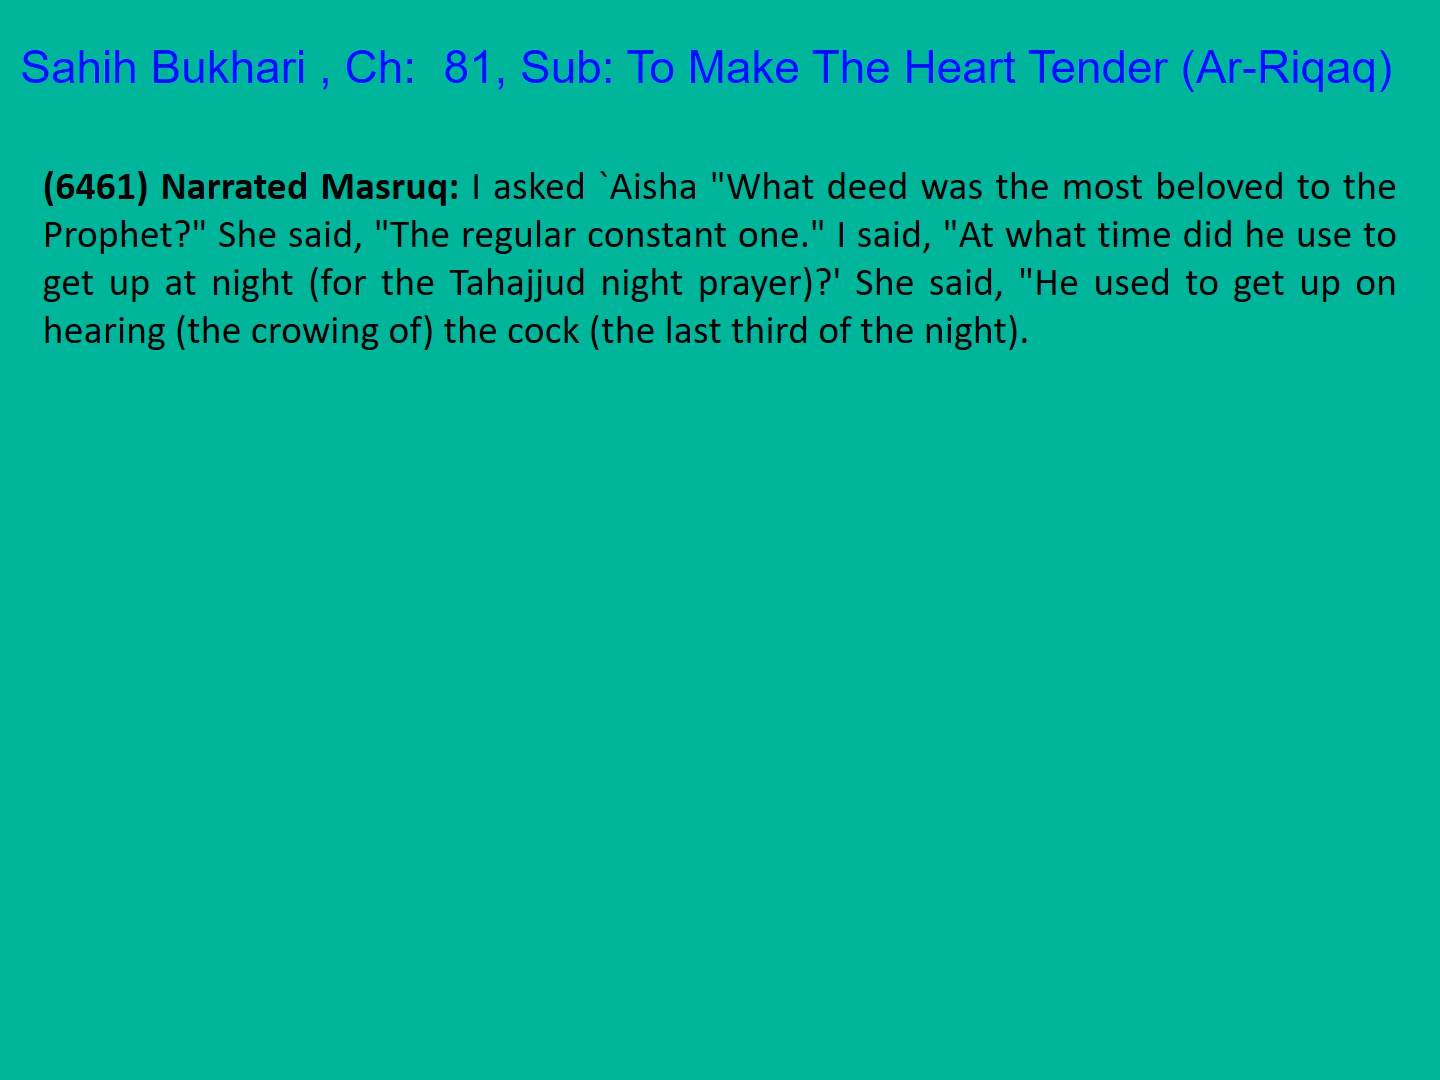 Sahih Bukhari , Ch:  81, Sub: To Make The Heart Tender (Ar-Riqaq)
(6461) Narrated Masruq: I asked `Aisha "What deed was the most beloved to the
Prophet?" She said, "The regular constant one." I said, "At what time did he use to
get up at night (for the Tahajjud night prayer)?' She said, "He used to get up on
hearing (the crowing of) the cock (the last third of the night).